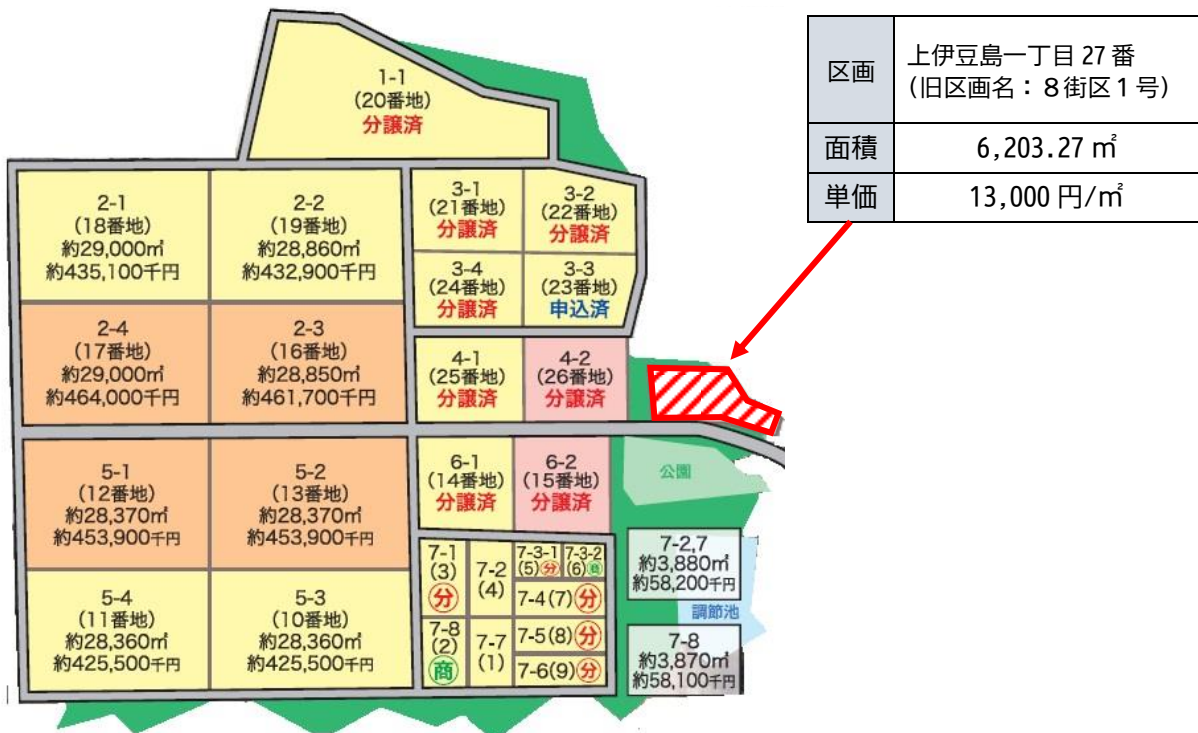 1-1
(20番地)
分譲済
2-1
(18番地)
約29,000㎡
約435,100千円
2-2
(19番地)
約28,860㎡
約432,900千円
3-1
(21番地)
分譲済
3-2
(22番地)
分譲済
3-4
(24番地)
分譲済
3-3
(23番地)
申込済
2-4
(17番地)
約29,000㎡
約464,000千円
2-3
(16番地)
約28,850㎡
約461,700千円
4-1
(25番地)
分譲済
4-2
(26番地)
分譲済
5-1
(12番地)
約28,370㎡
約453,900千円
5-2
(13番地)
約28,370㎡
約453,900千円
6-1
(14番地)
分譲済
6-2
(15番地)
分譲済
公園
5-4
(11番地)
約28,360㎡
約425,500千円
5-3
(10番地)
約28,360㎡
約425,500千円
7-1
(3)
分
7-2
(4)
7-3-1
(5)分
7-3-2
(6)商
7-4(7)分
7-8
(2)
商
7-7
(1)
7-5(8)分
7-6(9)分
7-2,7
約3,880㎡
約58,200千円
調節池
7-8
約3,870㎡
約58,100千円
区画
上伊豆島一丁目27番
(旧区画名:8街区1号)
面積
6,203.27㎡
単価
13,000円/㎡